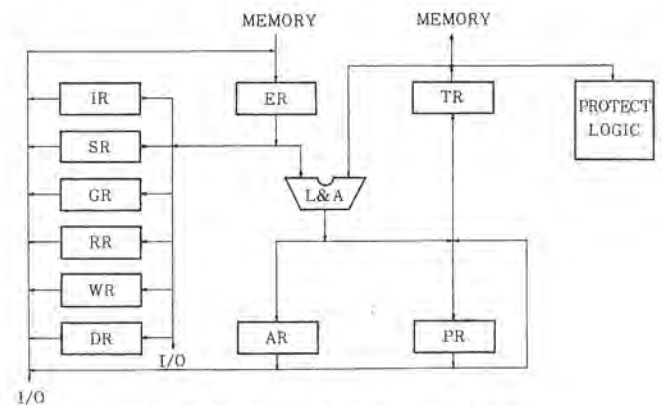 MEMORY MEMORY
IR ER TR PROTECT
LOGIC
SR
L&A
GR
RR
WR
DR AR PR
I/O
I/O